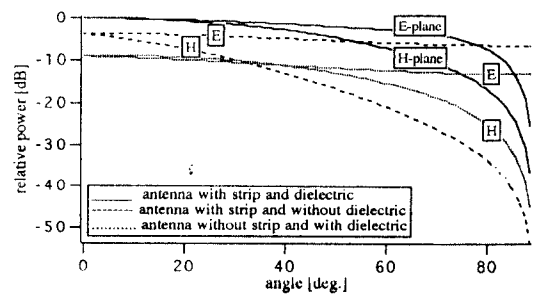 0
-10
-20
-30
-40
-50
relative power [dB]
E-plane
H-plane
E
H
E
H
antenna with strip and dielectric
antenna with strip and without dielectric
antenna without strip and with dielectric
0
20
40
60
80
angle [deg.]